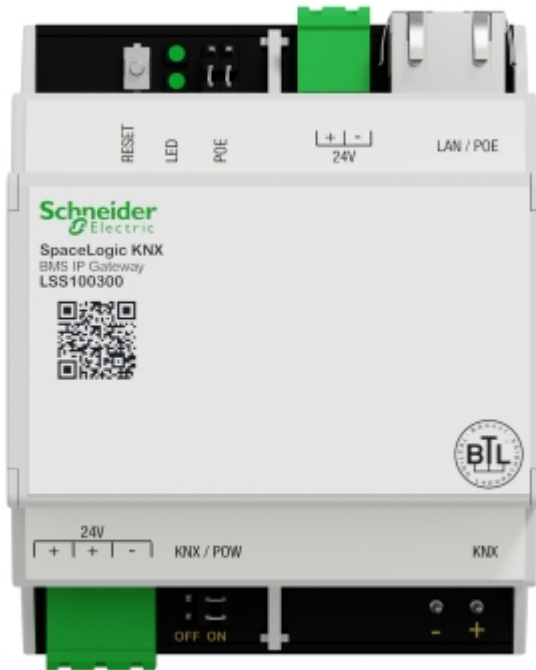 RESET
LED
POE
+ -
24V
LAN / POE
Schneider
Electric
SpaceLogic KNX
BMS IP Gateway
LSS100300
BTL
24V
+ + -
KNX / POW
KNX
OFF ON
- +